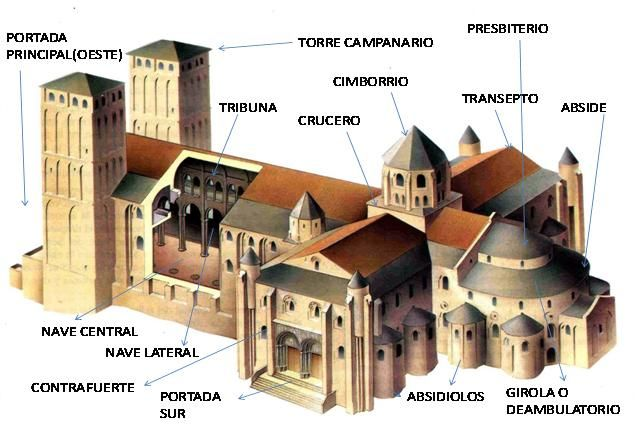 PRESBITERIO
PORTADA
PRINCIPAL(OESTE)
TORRE CAMPANARIO
CIMBORRIO
TRIBUNA
CRUCERO
TRANSEPTO
ABSIDE
NAVE CENTRAL
NAVE LATERAL
CONTRAFUERTE
PORTADA
SUR
ABSIDIOLOS
GIROLA O
DEAMBULATORIO